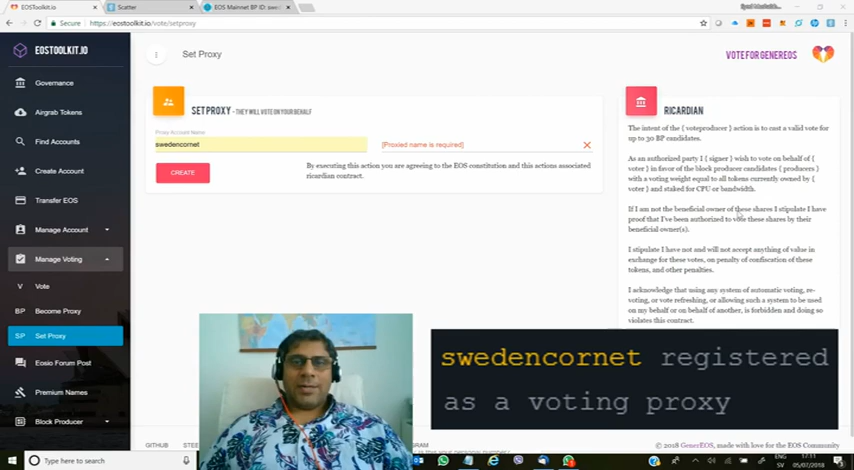 EOSToolkit.io
Scatter
EOS Mainnet BP ID: swed
Secure
https://eostoolkit.io/vote/setproxy
EOSTOOLKIT.IO
Set Proxy
VOTE FOR GENEREOS
Governance
Airgrab Tokens
Find Accounts
Create Account
Transfer EOS
Manage Account
Manage Voting
V Vote
BP Become Proxy
SP Set Proxy
Eosio Forum Post
Premium Names
Block Producer
SET PROXY - THEY WILL VOTE ON YOUR BEHALF
Proxy Account Name
swedencornet
[Proxied name is required]
CREATE
By executing this action you are agreeing to the EOS constitution and this actions associated
ricardian contract.
RICARDIAN
The intent of the { voteproducer } action is to cast a valid vote for
up to 30 BP candidates.
As an authorized party I { signer } wish to vote on behalf of {
voter } in favor of the block producer candidates { producers }
with a voting weight equal to all tokens currently owned by {
voter } and staked for CPU or bandwidth.
If I am not the beneficial owner of these shares I stipulate I have
proof that I've been authorized to vote these shares by their
beneficial owner(s).
I stipulate I have not and will not accept anything of value in
exchange for these votes, on penalty of confiscation of these
tokens, and other penalties.
I acknowledge that using any system of automatic voting, re-
voting, or vote refreshing, or allowing such a system to be used
on my behalf or on behalf of another, is forbidden and doing so
violates this contract.
swedencornet registered
as a voting proxy
GITHUB
STEE
GRAM
© 2018 GenerEOS, made with love for the EOS Community
Type here to search
ENG
SV
17:11
05/07/2018